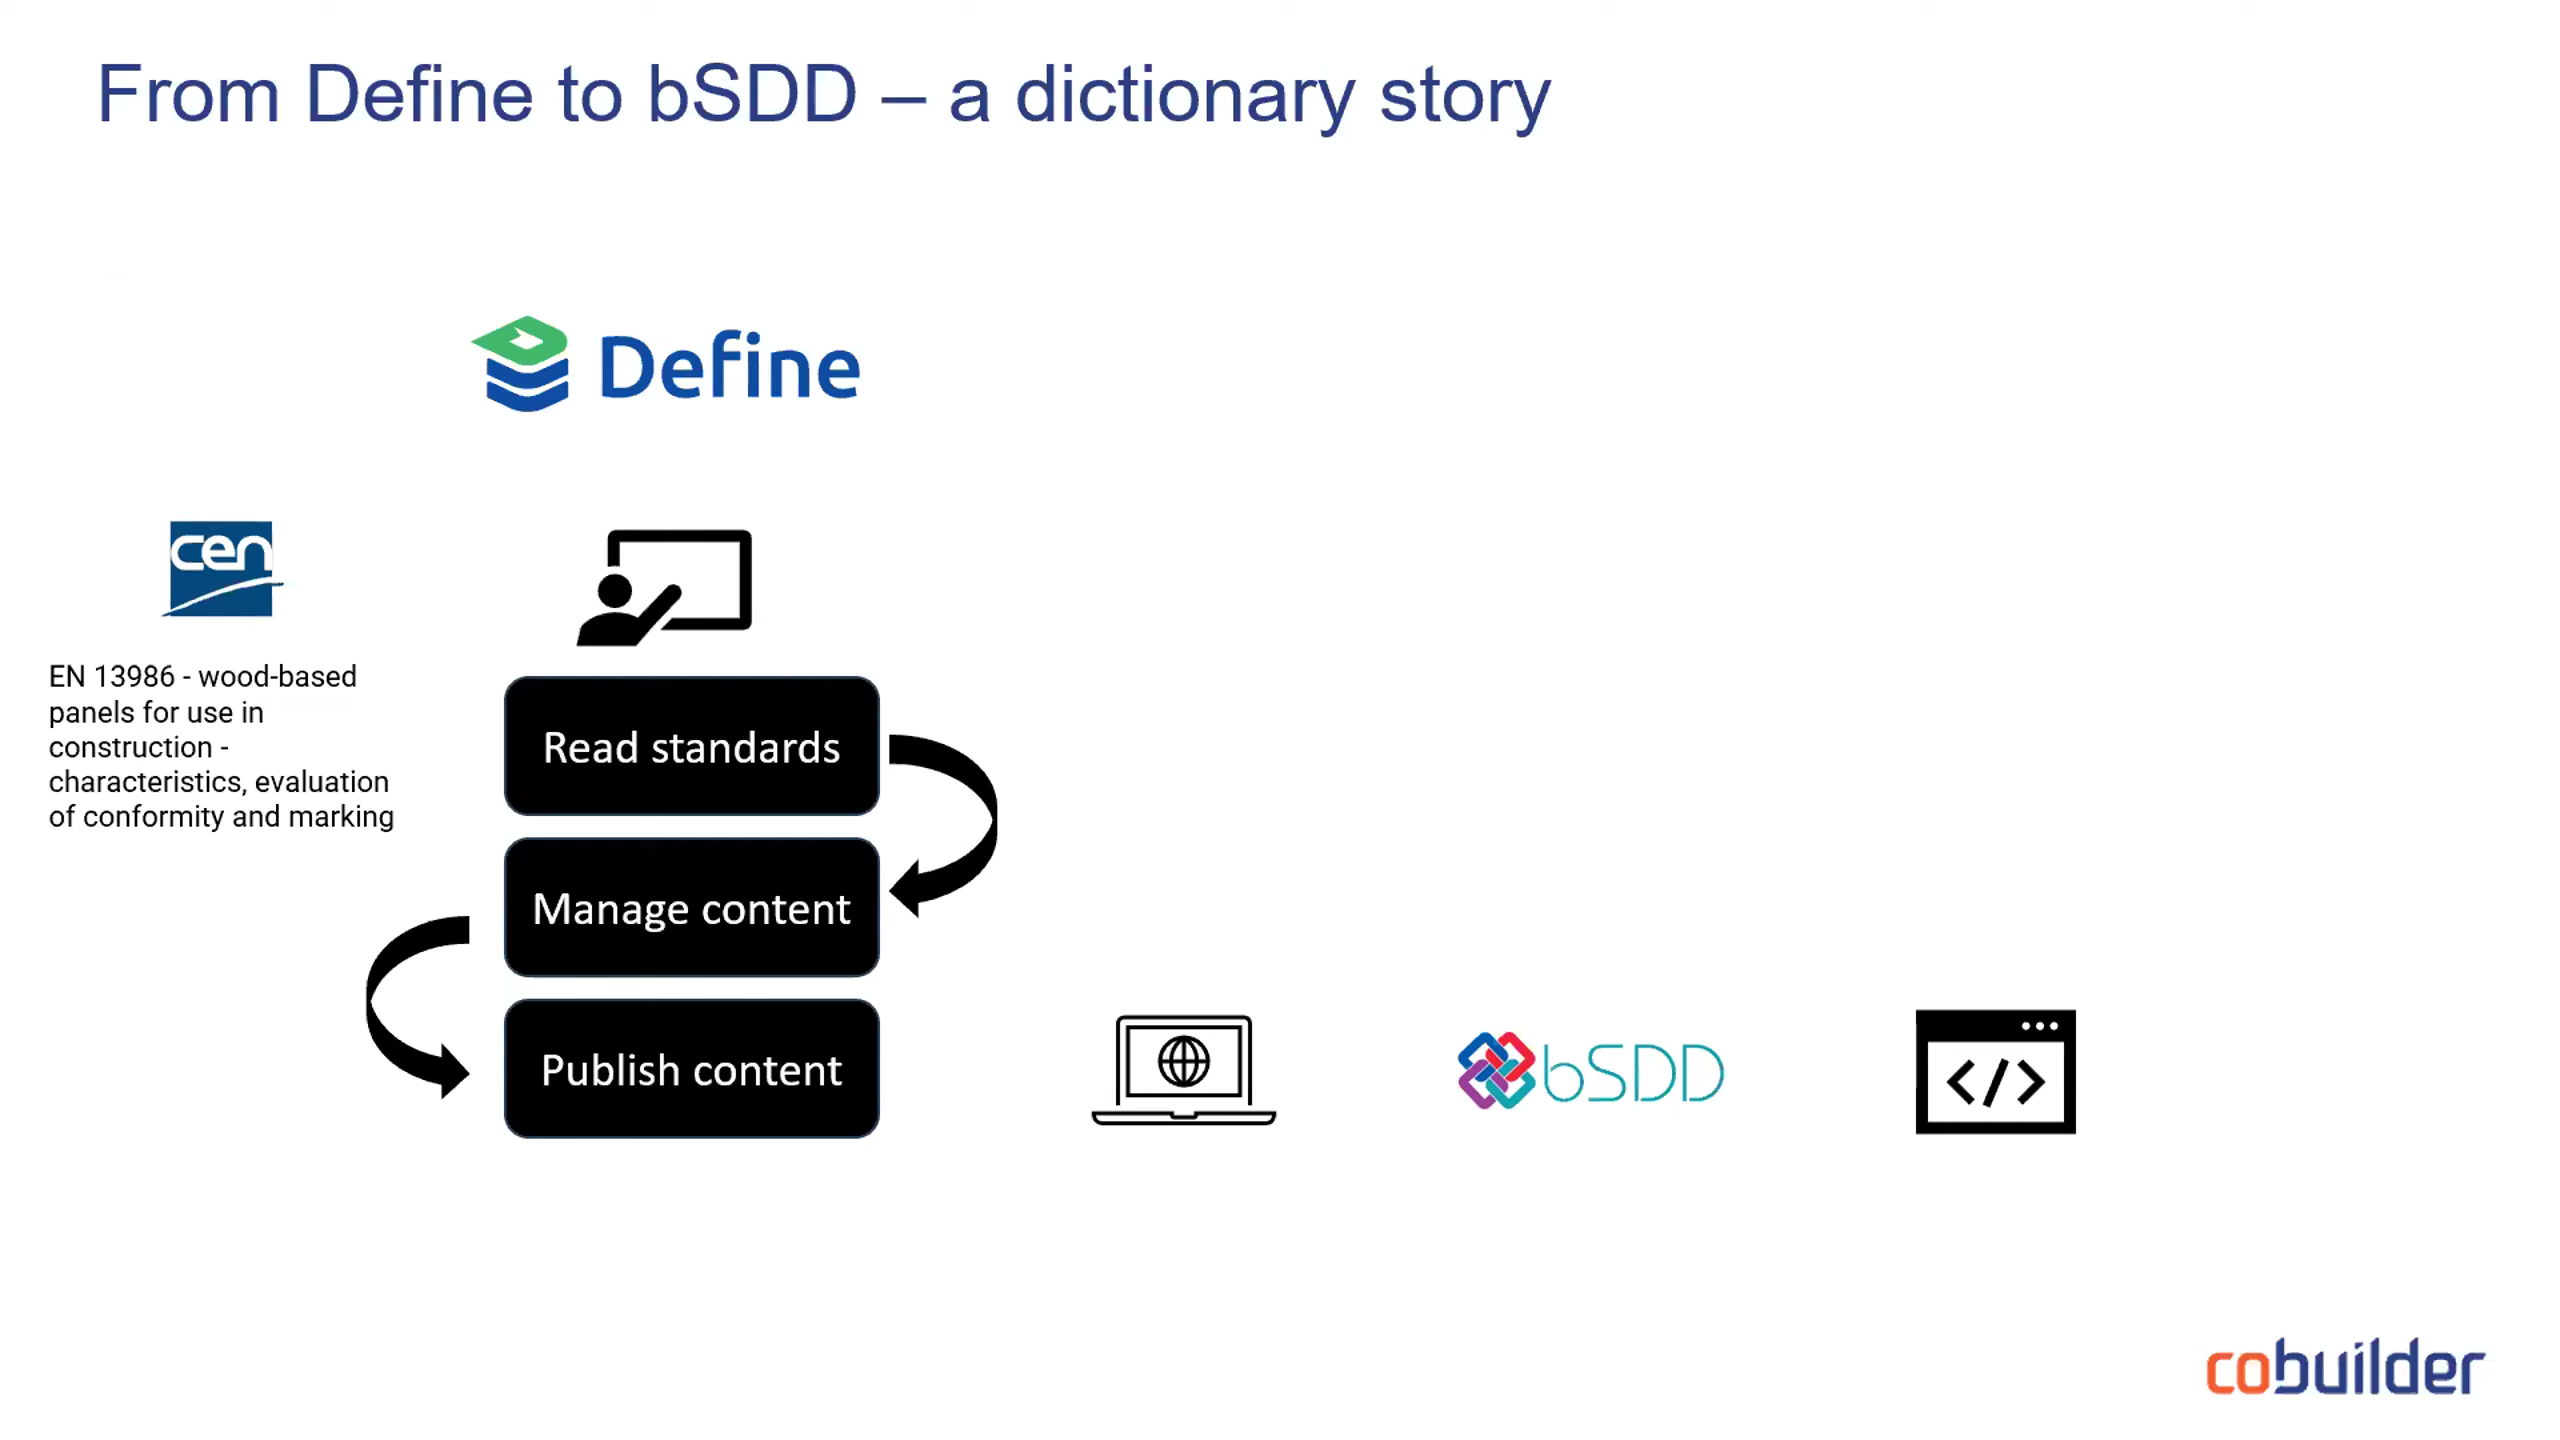 From Define to bSDD – a dictionary story
Define
cen
EN 13986 - wood-based
panels for use in
construction -
characteristics, evaluation
of conformity and marking
Read standards
Manage content
Publish content
bSDD
</>
cobuilder